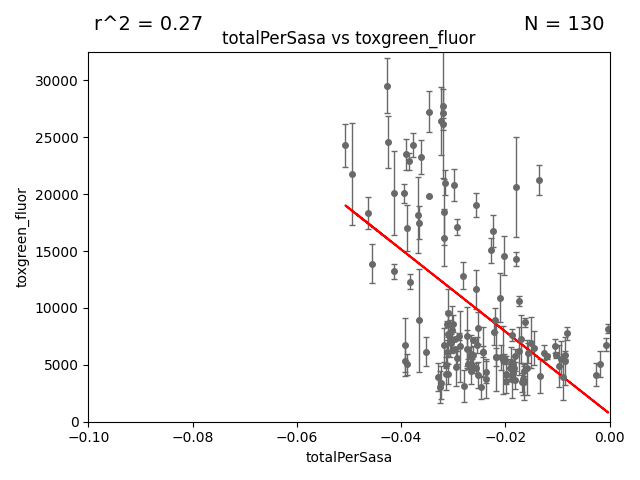 r^2 = 0.27
N = 130
totalPerSasa vs toxgreen_fluor
30000
25000
20000
15000
10000
5000
0
toxgreen_fluor
−0.10
−0.08
−0.06
−0.04
−0.02
0.00
totalPerSasa